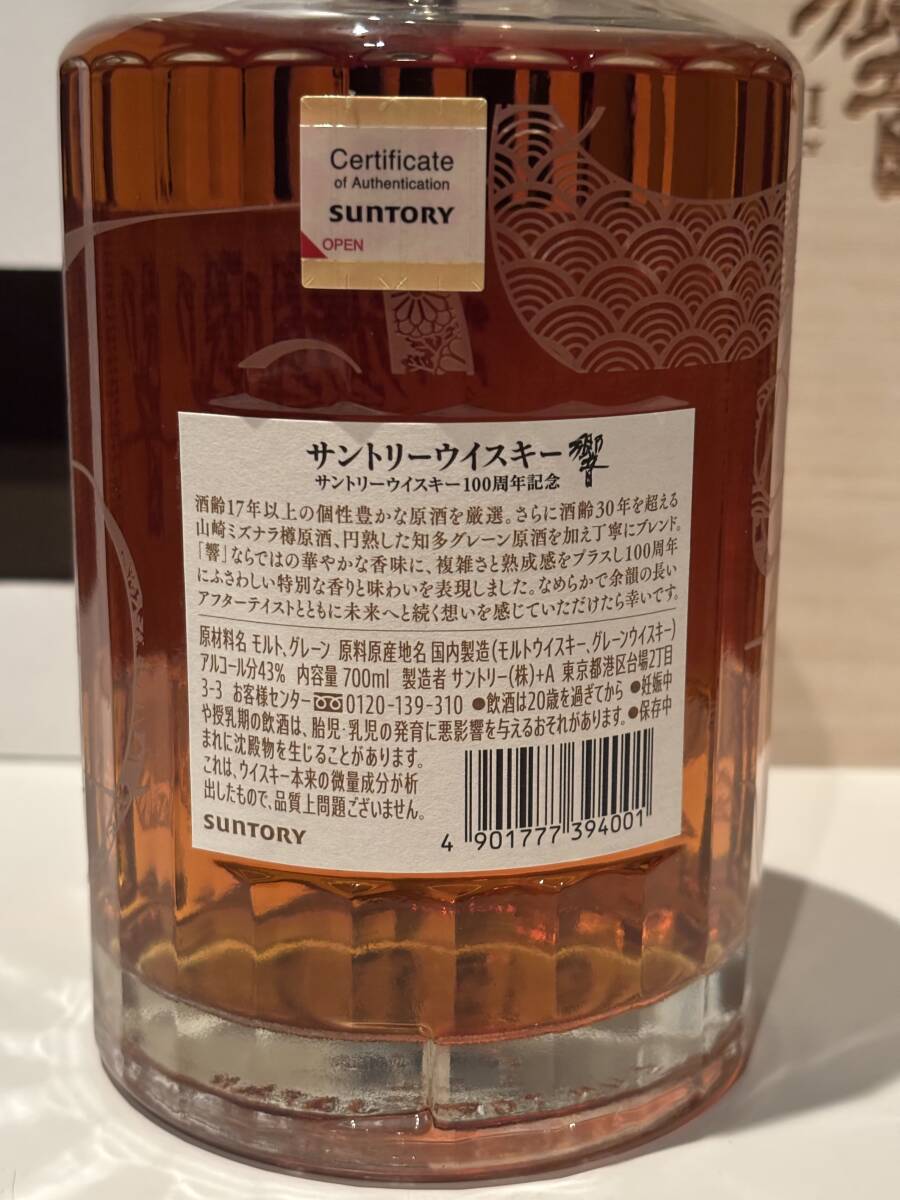 Certificate
of Authentication
SUNTORY
OPEN
サントリーウイスキー響
サントリーウイスキー100周年記念
酒齢17年以上の個性豊かな原酒を厳選。さらに酒齢30年を超える
山崎ミズナラ樽原酒、円熟した知多グレーン原酒を加え丁寧にブレンド。
「響」ならではの華やかな香味に、複雑さと熟成感をプラスし100周年
にふさわしい特別な香りと味わいを表現しました。なめらかで余韻の長い
アフターテイストとともに未来へと続く想いを感じていただけたら幸いです。
原材料名 モルト、グレーン 原料原産地名 国内製造(モルトウイスキー、グレーンウイスキー)
アルコール分43% 内容量 700ml 製造者 サントリー(株)+A 東京都港区台場2丁目
3-3 お客様センター 0120-139-310 ●飲酒は20歳を過ぎてから ●妊娠中
や授乳期の飲酒は、胎児・乳児の発育に悪影響を与えるおそれがあります。●保存中
まれに沈殿物を生じることがあります。
これは、ウイスキー本来の微量成分が析
出したもので、品質上問題ございません。
SUNTORY
4 901777 394001
響